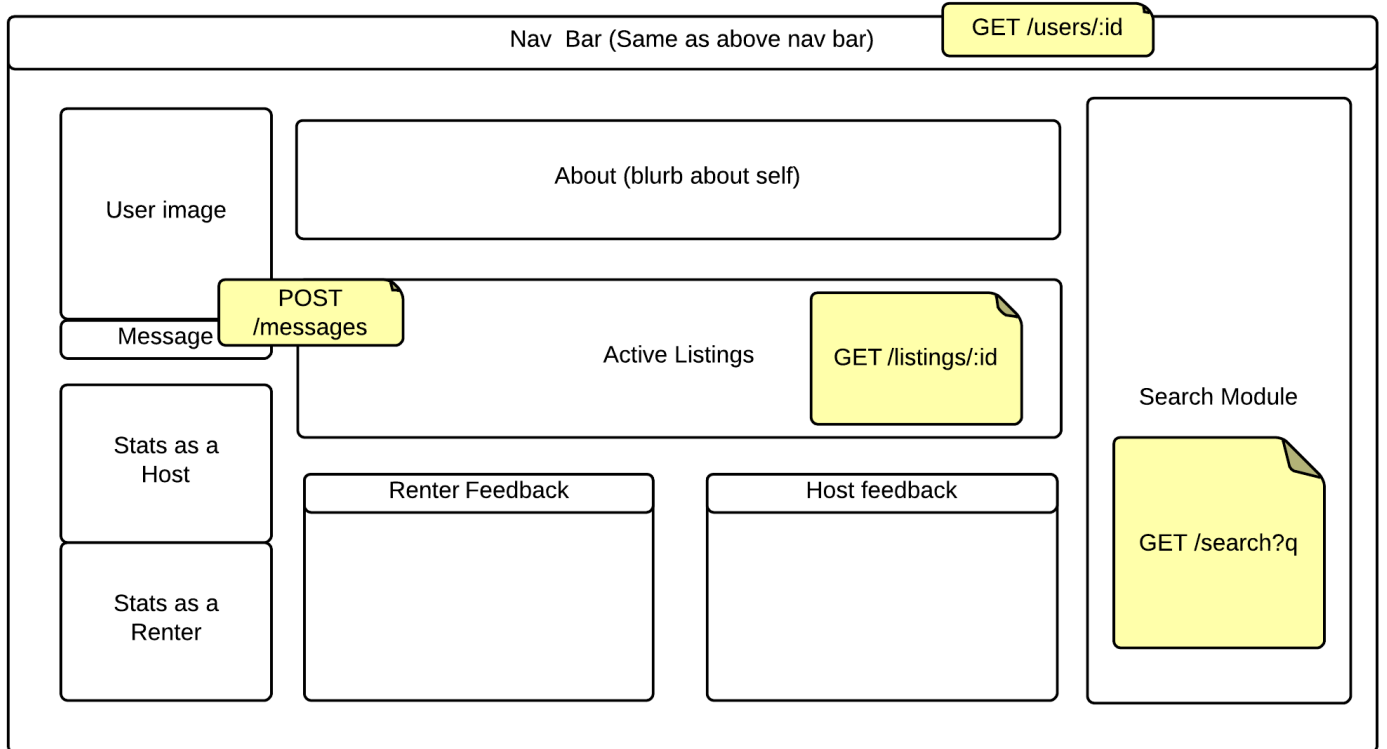 Nav  Bar (Same as above nav bar)
GET /users/:id
User image
About (blurb about self)
POST
/messages
Message
Active Listings
GET /listings/:id
Search Module
Stats as a
Host
Renter Feedback
Host feedback
GET /search?q
Stats as a
Renter